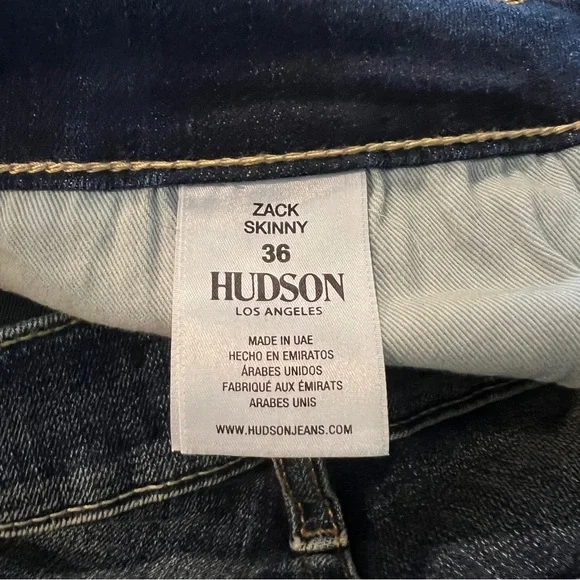 ZACK
SKINNY
36
HUDSON
LOS ANGELES
MADE IN UAE
HECHO EN EMIRATOS
ÁRABES UNIDOS
FABRIQUÉ AUX ÉMIRATS
ARABES UNIS
WWW.HUDSONJEANS.COM